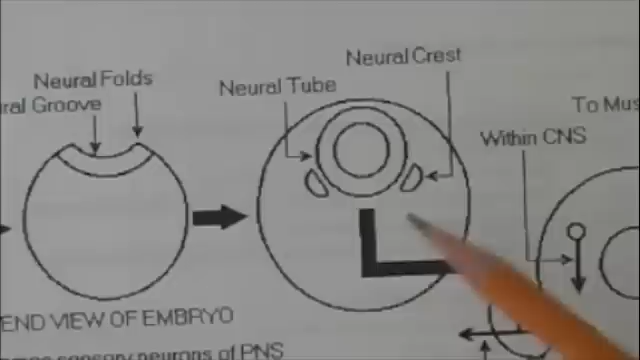 Neural Folds
ral Groove
Neural Tube
Neural Crest
To Mus
Within CNS
END VIEW OF EMBRYO
sensory neurons of PNS